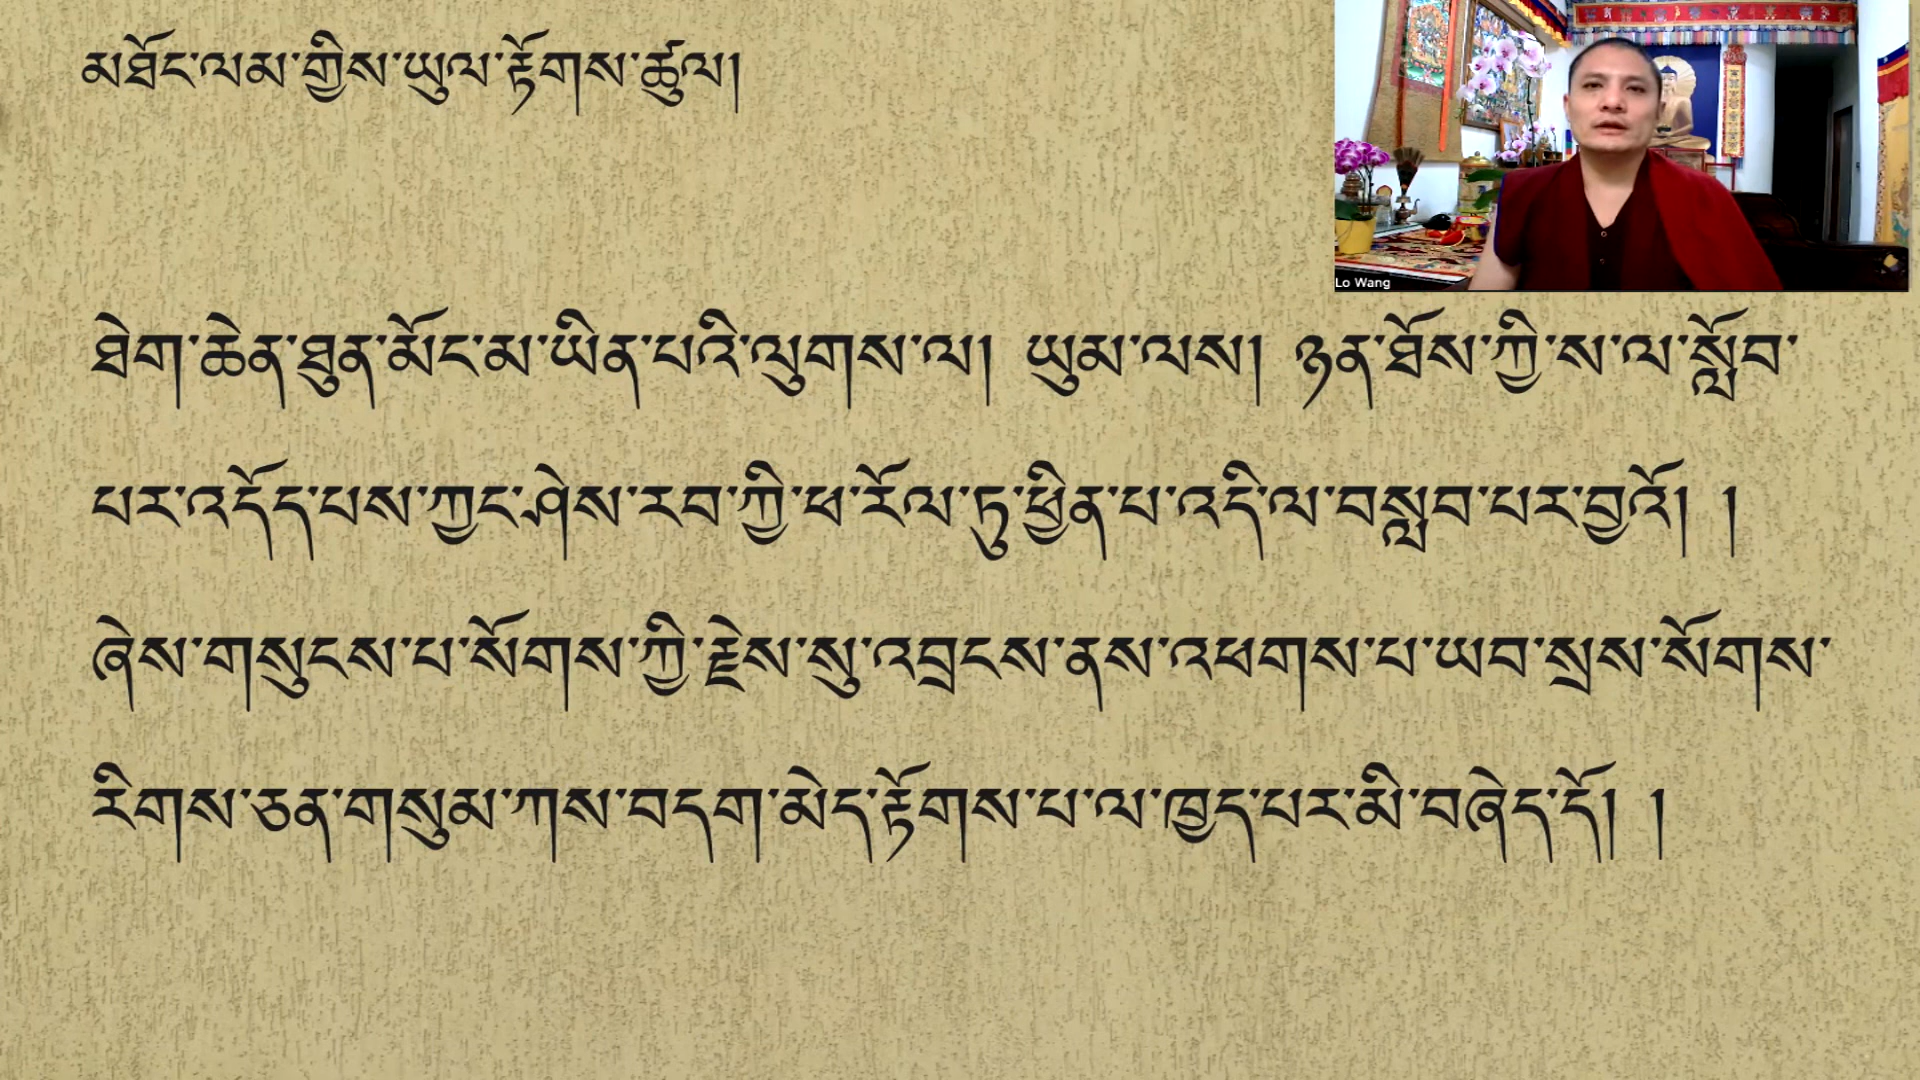 མཐོང་ལམ་གྱིས་ཡུལ་རྟོགས་ཚུལ།
Lo Wang
ཐེག་ཆེན་ཐུན་མོང་མ་ཡིན་པའི་ལུགས་ལ། ཡུམ་ལས། ཉན་ཐོས་ཀྱི་ས་ལ་སློབ་
པར་འདོད་པས་ཀྱང་ཤེས་རབ་ཀྱི་ཕ་རོལ་ཏུ་ཕྱིན་པ་འདི་ལ་བསླབ་པར་བྱའོ། །
ཞེས་གསུངས་པ་སོགས་ཀྱི་རྗེས་སུ་འབྲངས་ནས་འཕགས་པ་ཡབ་སྲས་སོགས་
རིགས་ཅན་གསུམ་ཀས་བདག་མེད་རྟོགས་པ་ལ་ཁྱད་པར་མི་བཞེད་དོ། །